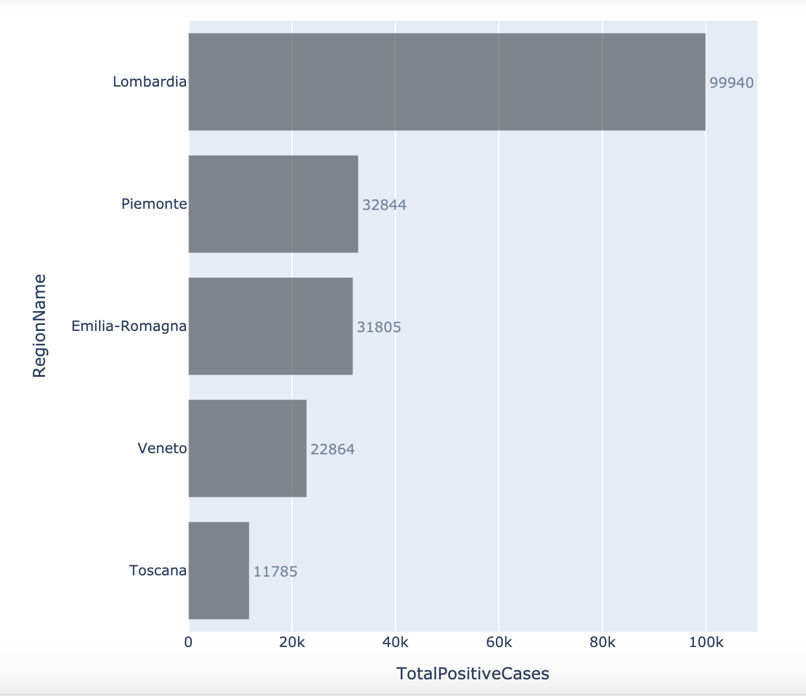 Lombardia 99940
Piemonte 32844
Emilia-Romagna 31805
Veneto 22864
Toscana 11785
RegionName
0 20k 40k 60k 80k 100k
TotalPositiveCases